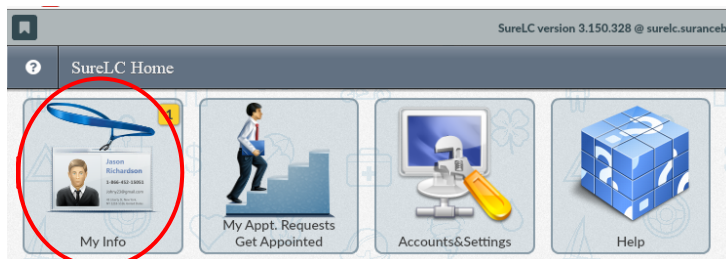 SureLC version 3.150.328 @ surelc.suranceb
SureLC Home
1
Jason
Richardson
My Info
My Appt. Requests
Get Appointed
Accounts&Settings
Help